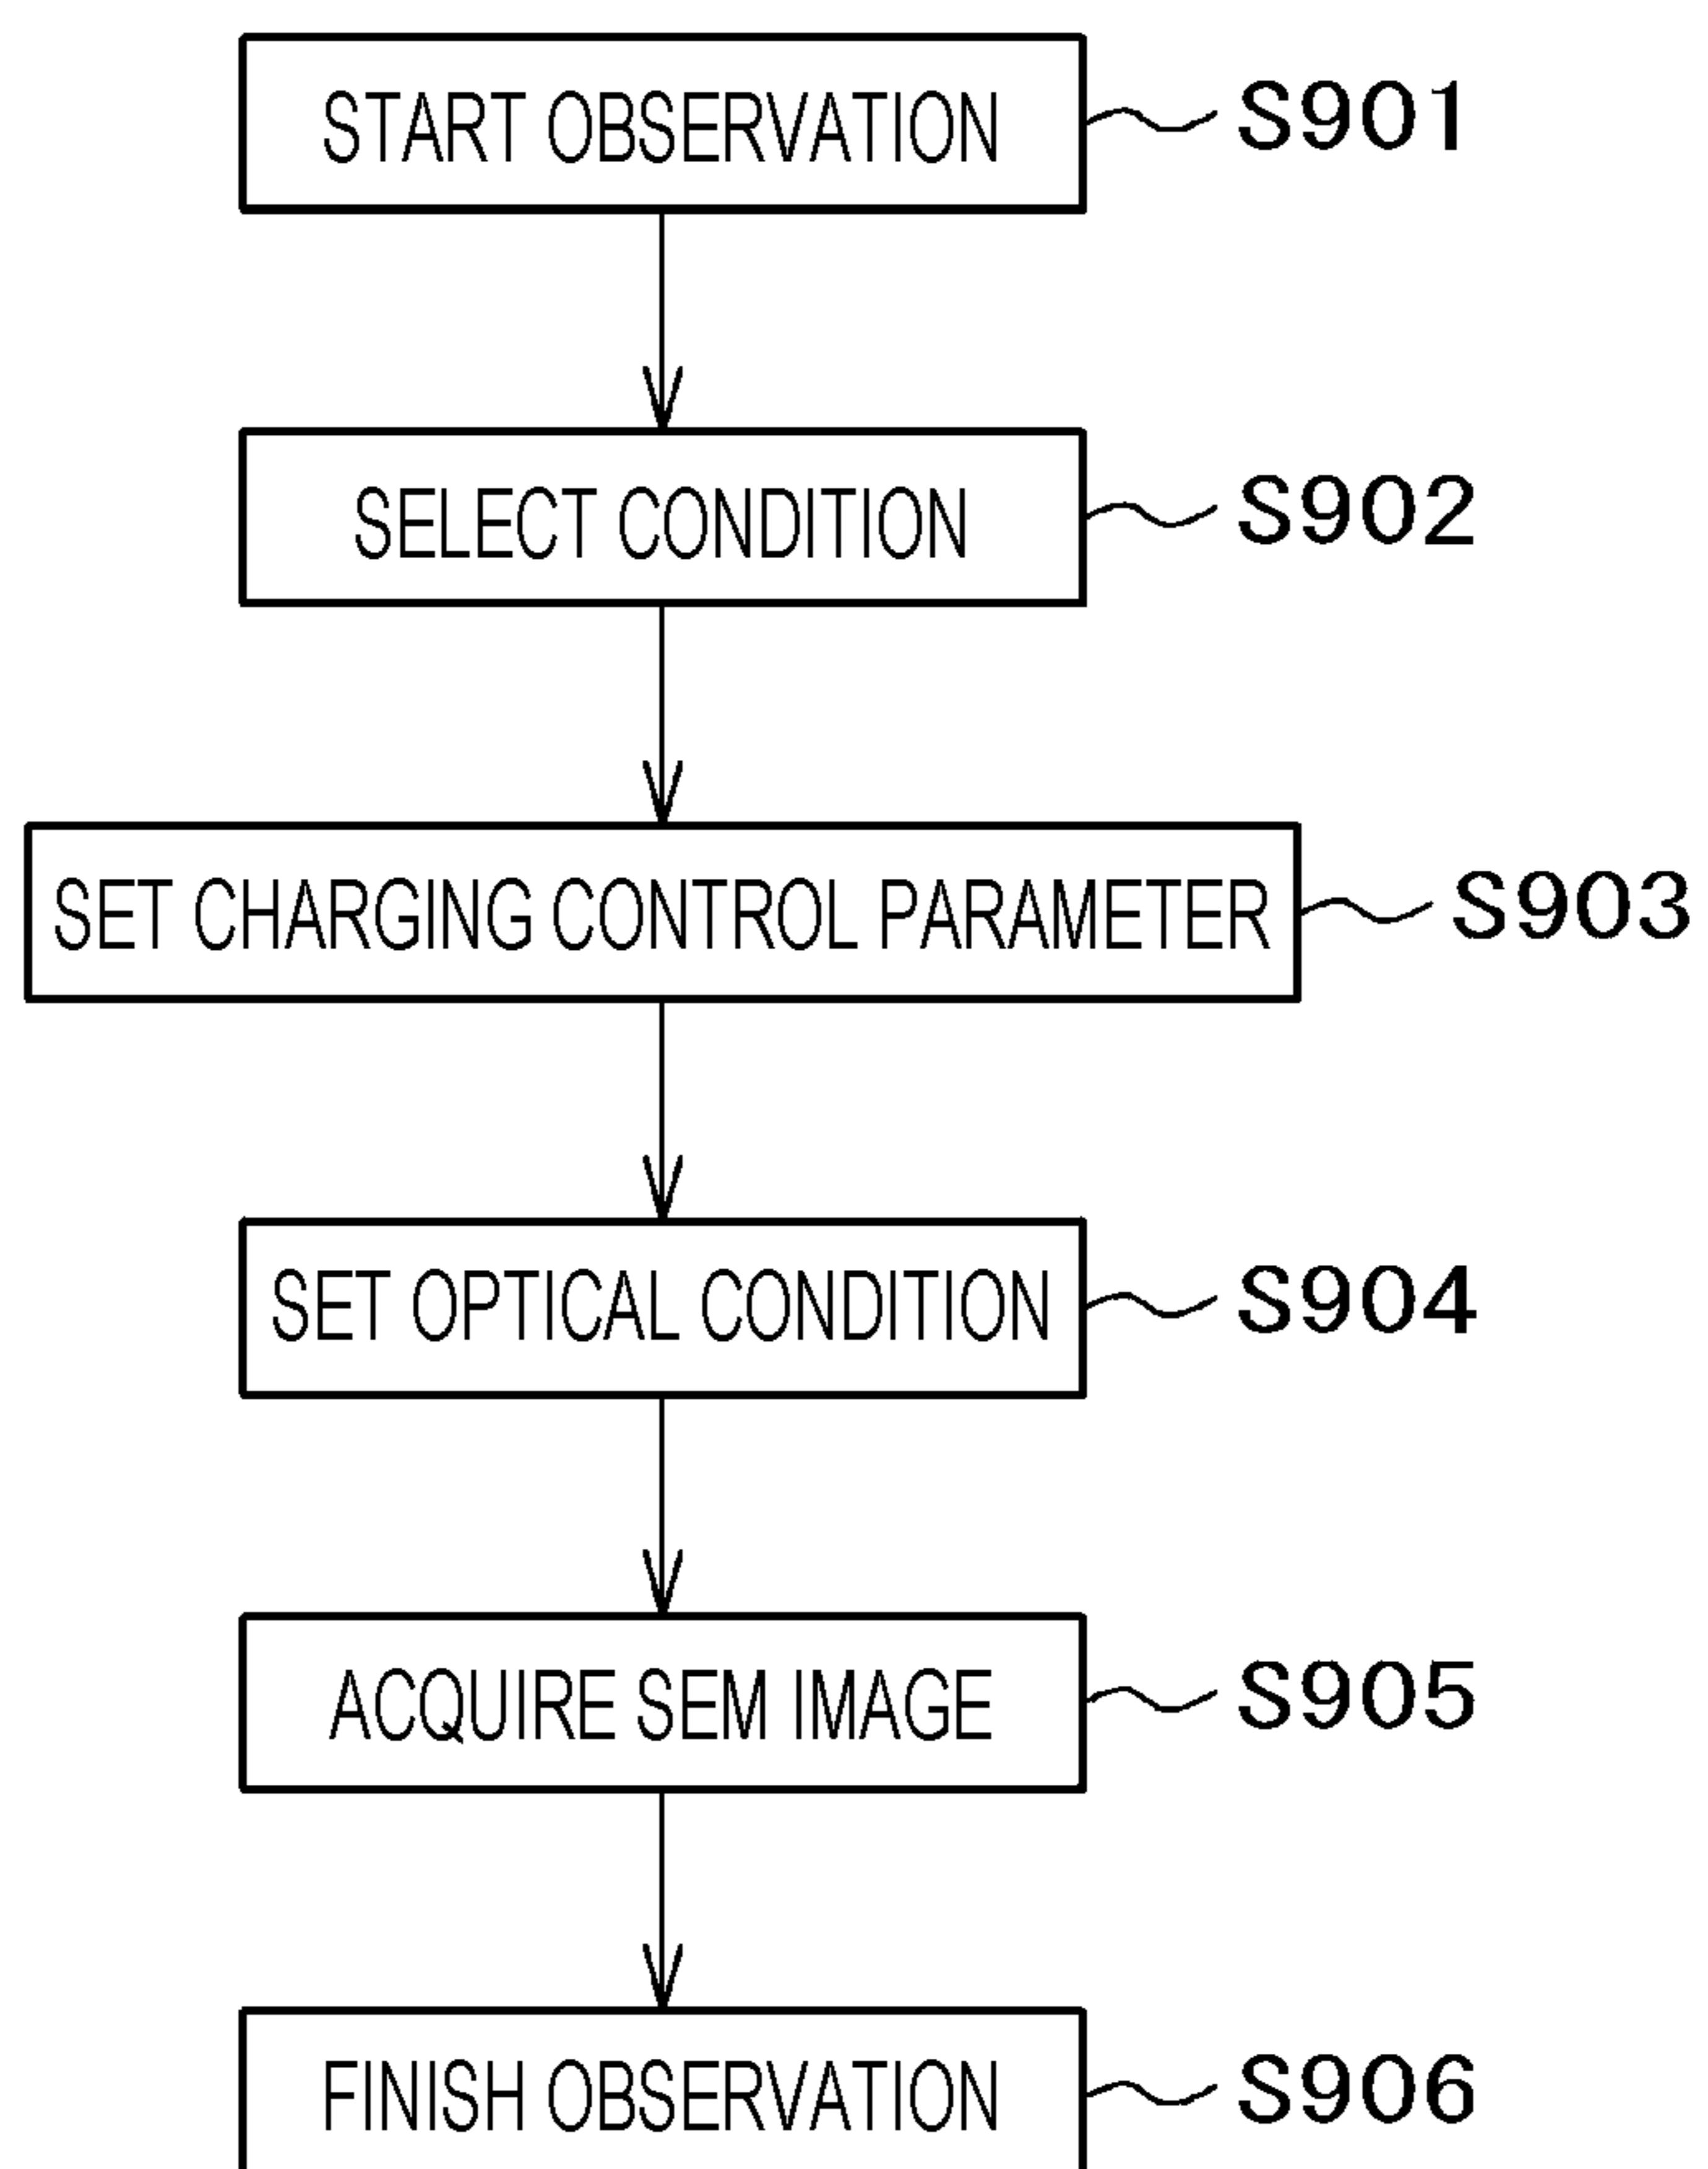 START OBSERVATION S901
SELECT CONDITION S902
SET CHARGING CONTROL PARAMETER S903
SET OPTICAL CONDITION S904
ACQUIRE SEM IMAGE S905
FINISH OBSERVATION S906